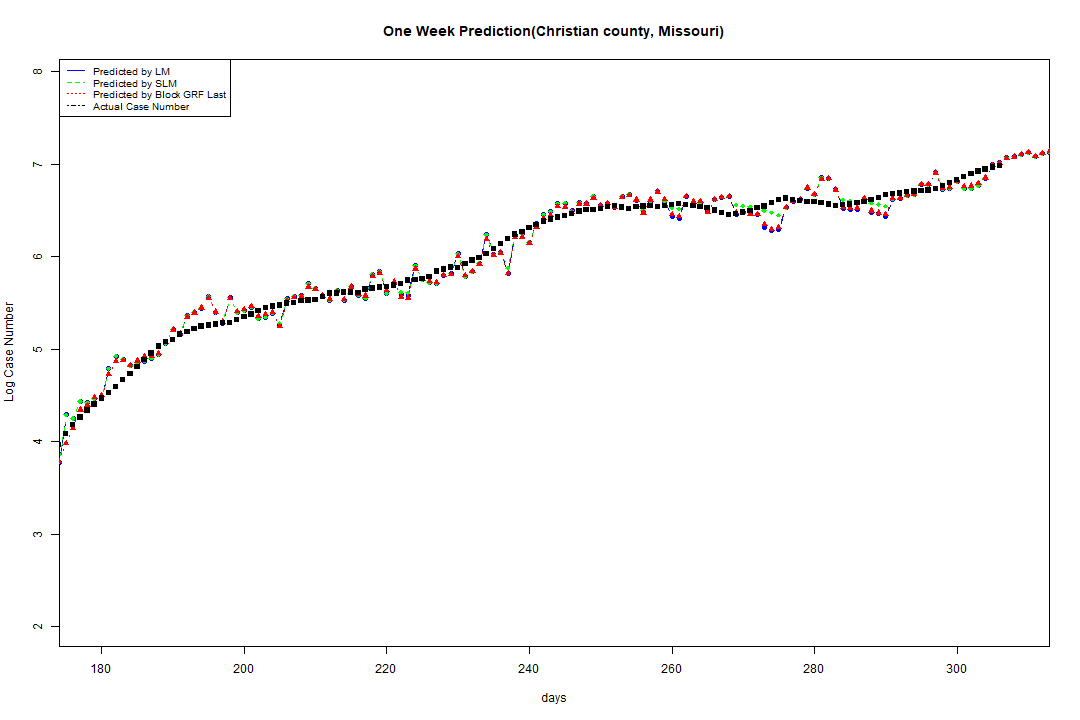 One Week Prediction(Christian county, Missouri)
Predicted by LM
Predicted by SLM
Predicted by Block GRF Last
Actual Case Number
8
7
6
5
4
3
2
Log Case Number
180 200 220 240 260 280 300
days